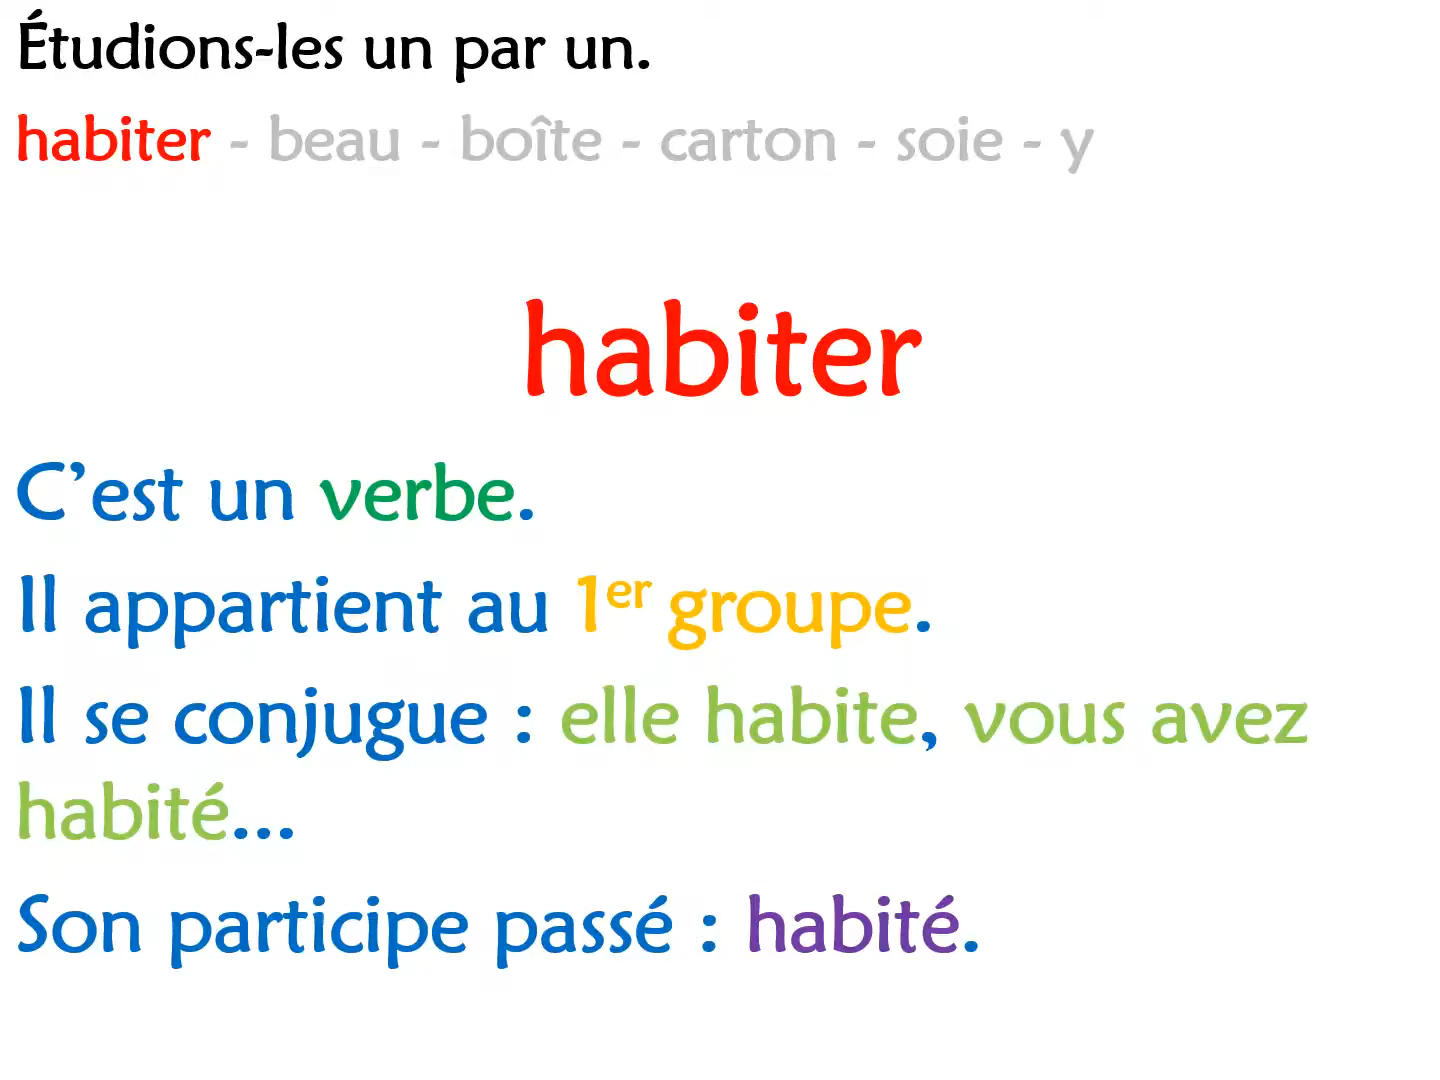 Étudions-les un par un.
habiter - beau - boîte - carton - soie - y
habiter
C’est un verbe.
Il appartient au 1er groupe.
Il se conjugue : elle habite, vous avez
habité...
Son participe passé : habité.